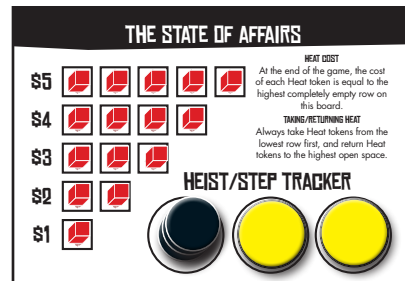 THE STATE OF AFFAIRS
HEAT COST
At the end of the game, the cost
of each Heat token is equal to the
highest completely empty row on
this board.
TAKING/RETURNING HEAT
Always take Heat tokens from the
lowest row first, and return Heat
tokens to the highest open space.
$5
$4
$3
$2
$1
HEIST/STEP TRACKER